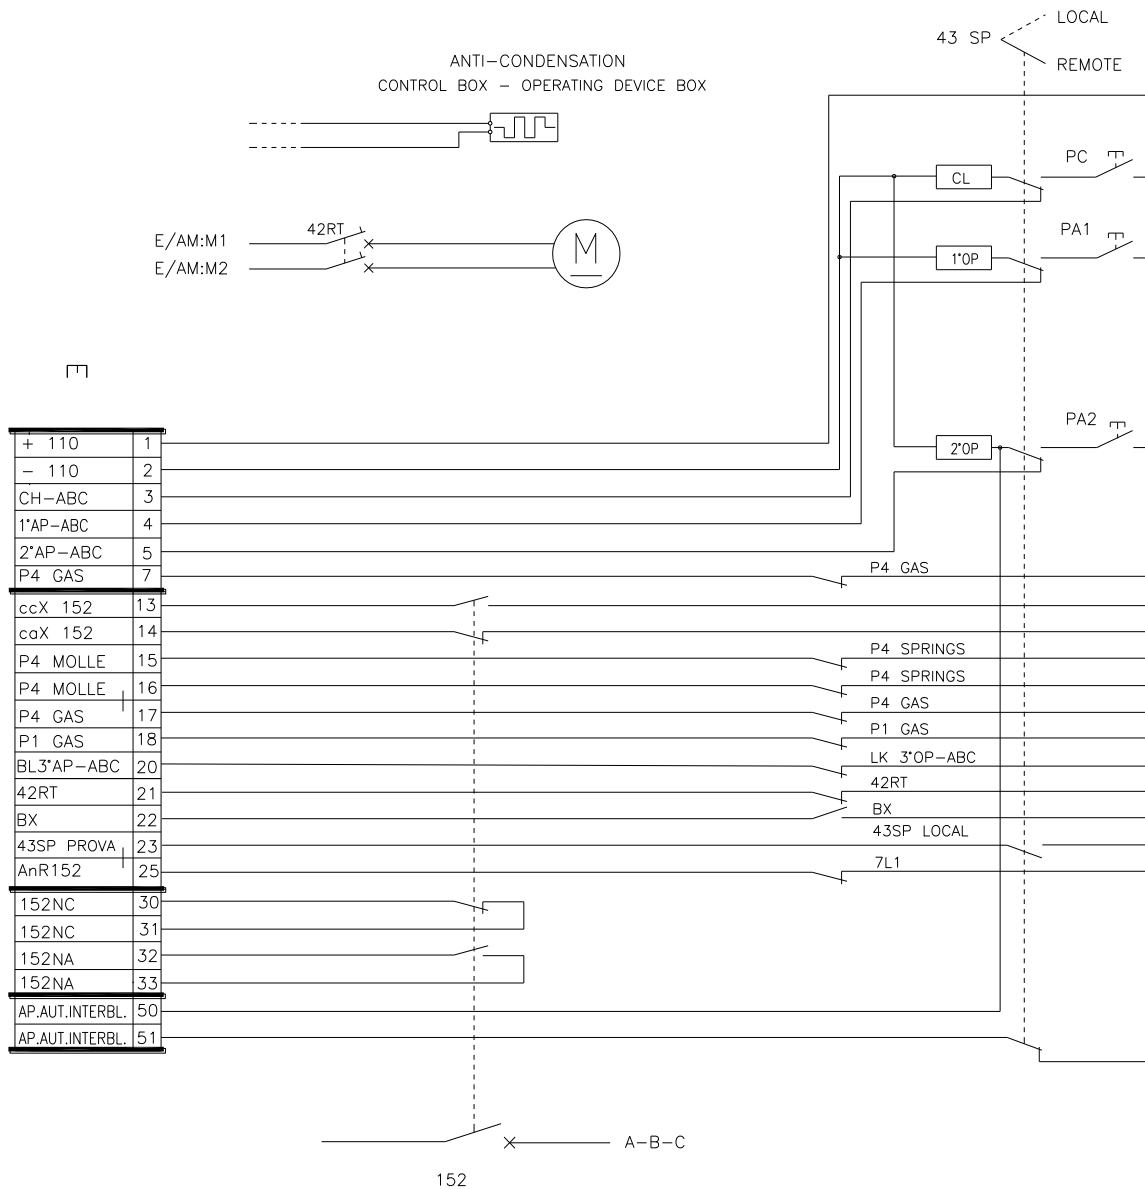 LOCAL
43 SP
REMOTE
ANTI-CONDENSATION
CONTROL BOX - OPERATING DEVICE BOX
PC
CL
42RT
E/AM:M1
E/AM:M2
M
PA1
1°OP
PA2
2°OP
E
+ 110 1
- 110 2
CH-ABC 3
1°AP-ABC 4
2°AP-ABC 5
P4 GAS 7 P4 GAS
ccX 152 13
caX 152 14
P4 MOLLE 15 P4 SPRINGS
P4 MOLLE 16 P4 SPRINGS
P4 GAS 17 P4 GAS
P1 GAS 18 P1 GAS
BL3°AP-ABC 20 LK 3°OP-ABC
42RT 21 42RT
BX 22 BX
43SP PROVA 23 43SP LOCAL
AnR152 25 7L1
152NC 30
152NC 31
152NA 32
152NA 33
AP.AUT.INTERBL. 50
AP.AUT.INTERBL. 51
A-B-C
152